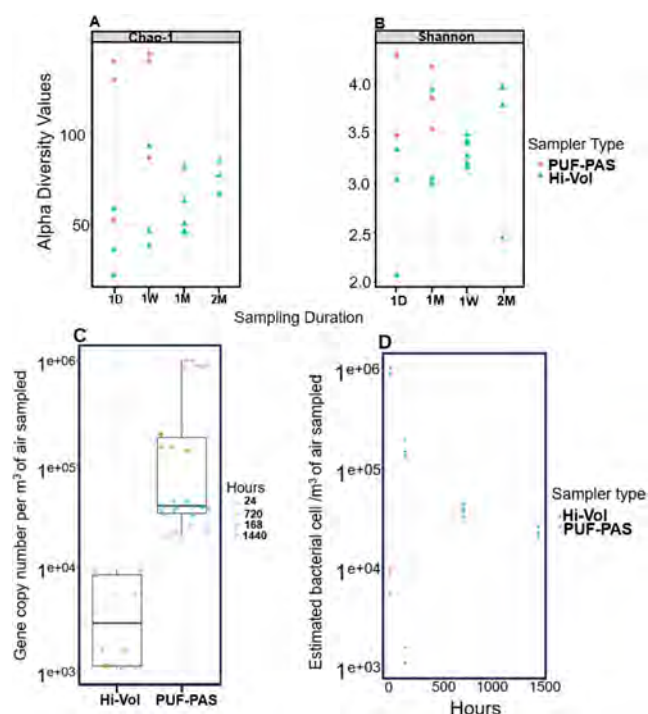 A
Chao-1
Alpha Diversity Values
100
50
1D 1W 1M 2M
B
Shannon
4.0
3.5
3.0
2.5
2.0
1D 1M 1W 2M
Sampler Type
PUF-PAS
Hi-Vol
Sampling Duration
C
Gene copy number per m³ of air sampled
1e+06
1e+05
1e+04
1e+03
Hi-Vol PUF-PAS
Hours
24
720
168
1440
D
Estimated bacterial cell /m³ of air sampled
1e+06
1e+05
1e+04
1e+03
0 500 1000 1500
Hours
Sampler type
Hi-Vol
PUF-PAS